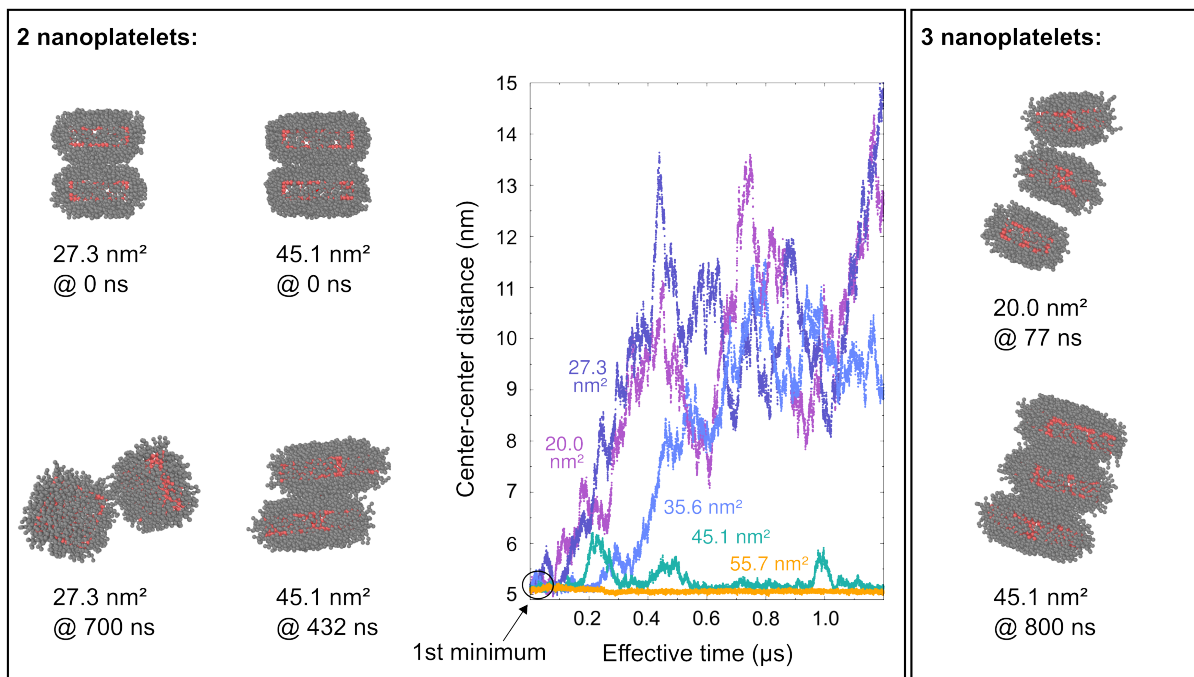 2 nanoplatelets:
27.3 nm²
@ 0 ns
45.1 nm²
@ 0 ns
27.3 nm²
@ 700 ns
45.1 nm²
@ 432 ns
Center-center distance (nm)
15
14
13
12
11
10
9
8
7
6
5
27.3
nm²
20.0
nm²
35.6 nm²
45.1 nm²
55.7 nm²
0.2
0.4
0.6
0.8
1.0
1st minimum
Effective time (µs)
3 nanoplatelets:
20.0 nm²
@ 77 ns
45.1 nm²
@ 800 ns